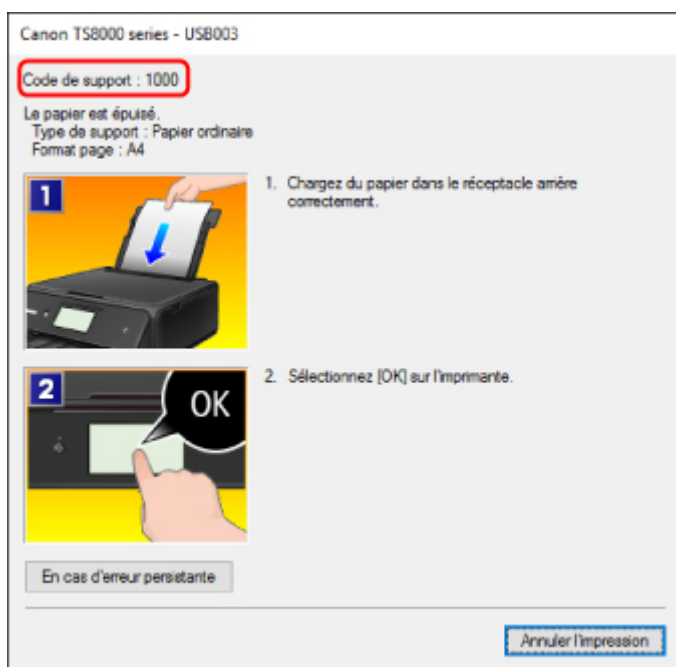 Canon TS8000 series - USB003
Code de support : 1000
Le papier est épuisé.
Type de support : Papier ordinaire
Format page : A4
1
1. Chargez du papier dans le réceptacle arrière
correctement.
2
OK
2. Sélectionnez [OK] sur l'imprimante.
En cas d'erreur persistante
Annuler l'impression